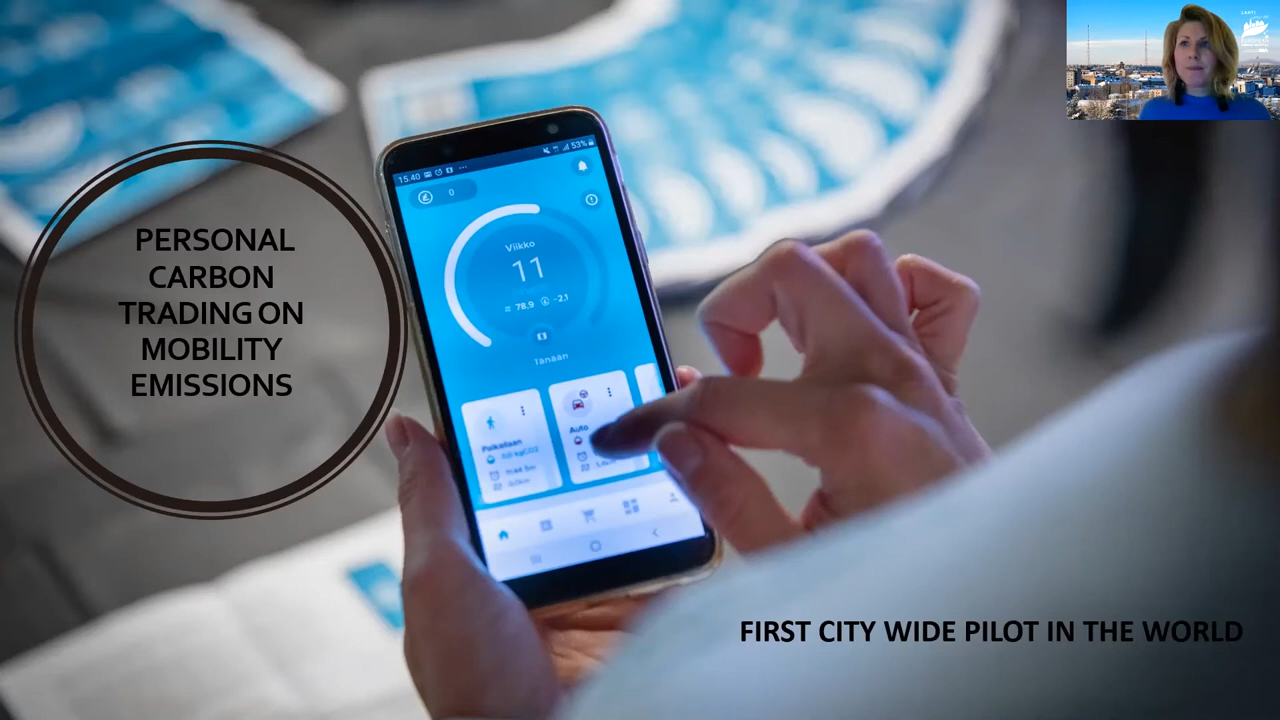 PERSONAL
CARBON
TRADING ON
MOBILITY
EMISSIONS
15.40
53%
0
Viikko
11
78.9
-2.1
Tänään
Auto
FIRST CITY WIDE PILOT IN THE WORLD
LAHTI